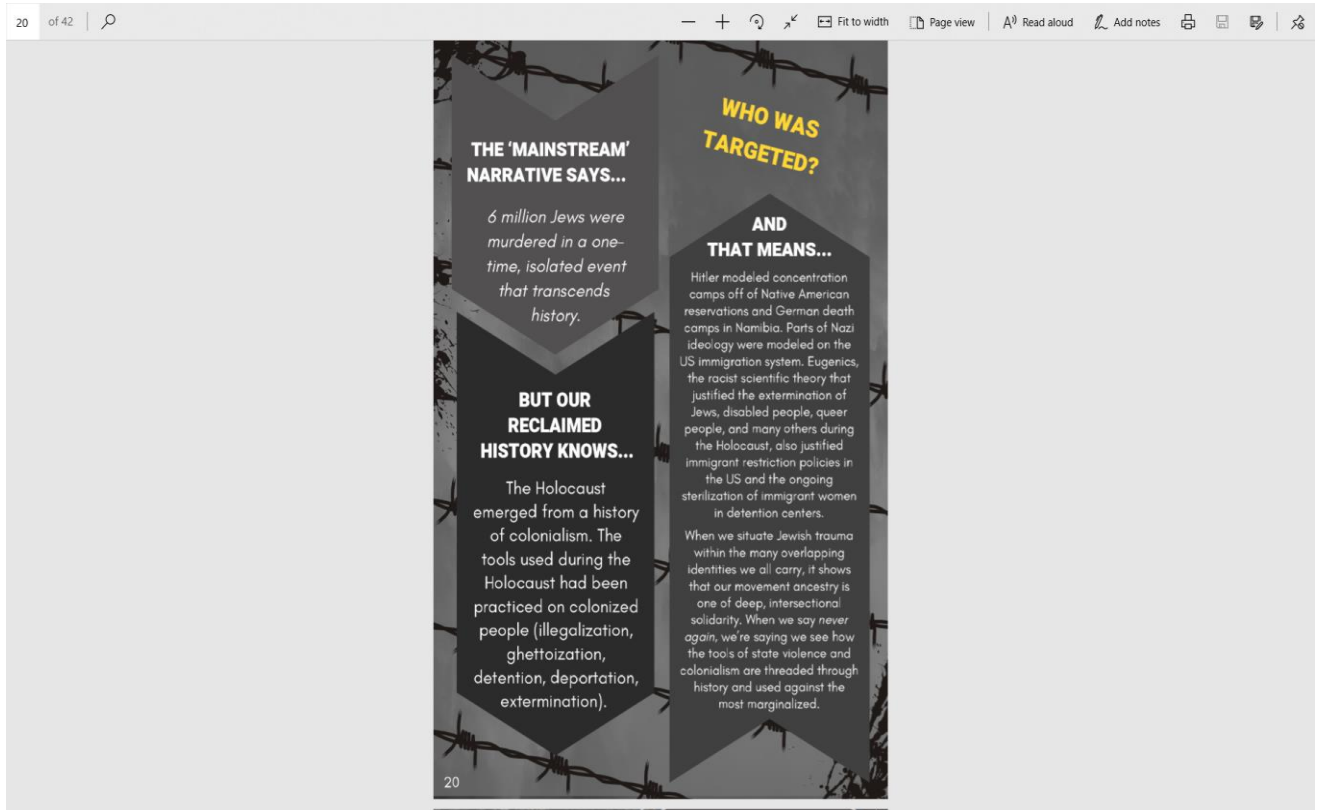 20 of 42
Fit to width
Page view
Read aloud
Add notes
THE ‘MAINSTREAM’
NARRATIVE SAYS...
6 million Jews were
murdered in a one-
time, isolated event
that transcends
history.
BUT OUR
RECLAIMED
HISTORY KNOWS...
The Holocaust
emerged from a history
of colonialism. The
tools used during the
Holocaust had been
practiced on colonized
people (illegalization,
ghettoization,
detention, deportation,
extermination).
20
WHO WAS
TARGETED?
AND
THAT MEANS...
Hitler modeled concentration
camps off of Native American
reservations and German death
camps in Namibia. Parts of Nazi
ideology were modeled on the
US immigration system. Eugenics,
the racist scientific theory that
justified the extermination of
Jews, disabled people, queer
people, and many others during
the Holocaust, also justified
immigrant restriction policies in
the US and the ongoing
sterilization of immigrant women
in detention centers.
When we situate Jewish trauma
within the many overlapping
identities we all carry, it shows
that our movement ancestry is
one of deep, intersectional
solidarity. When we say never
again, we’re saying we see how
the tools of state violence and
colonialism are threaded through
history and used against the
most marginalized.